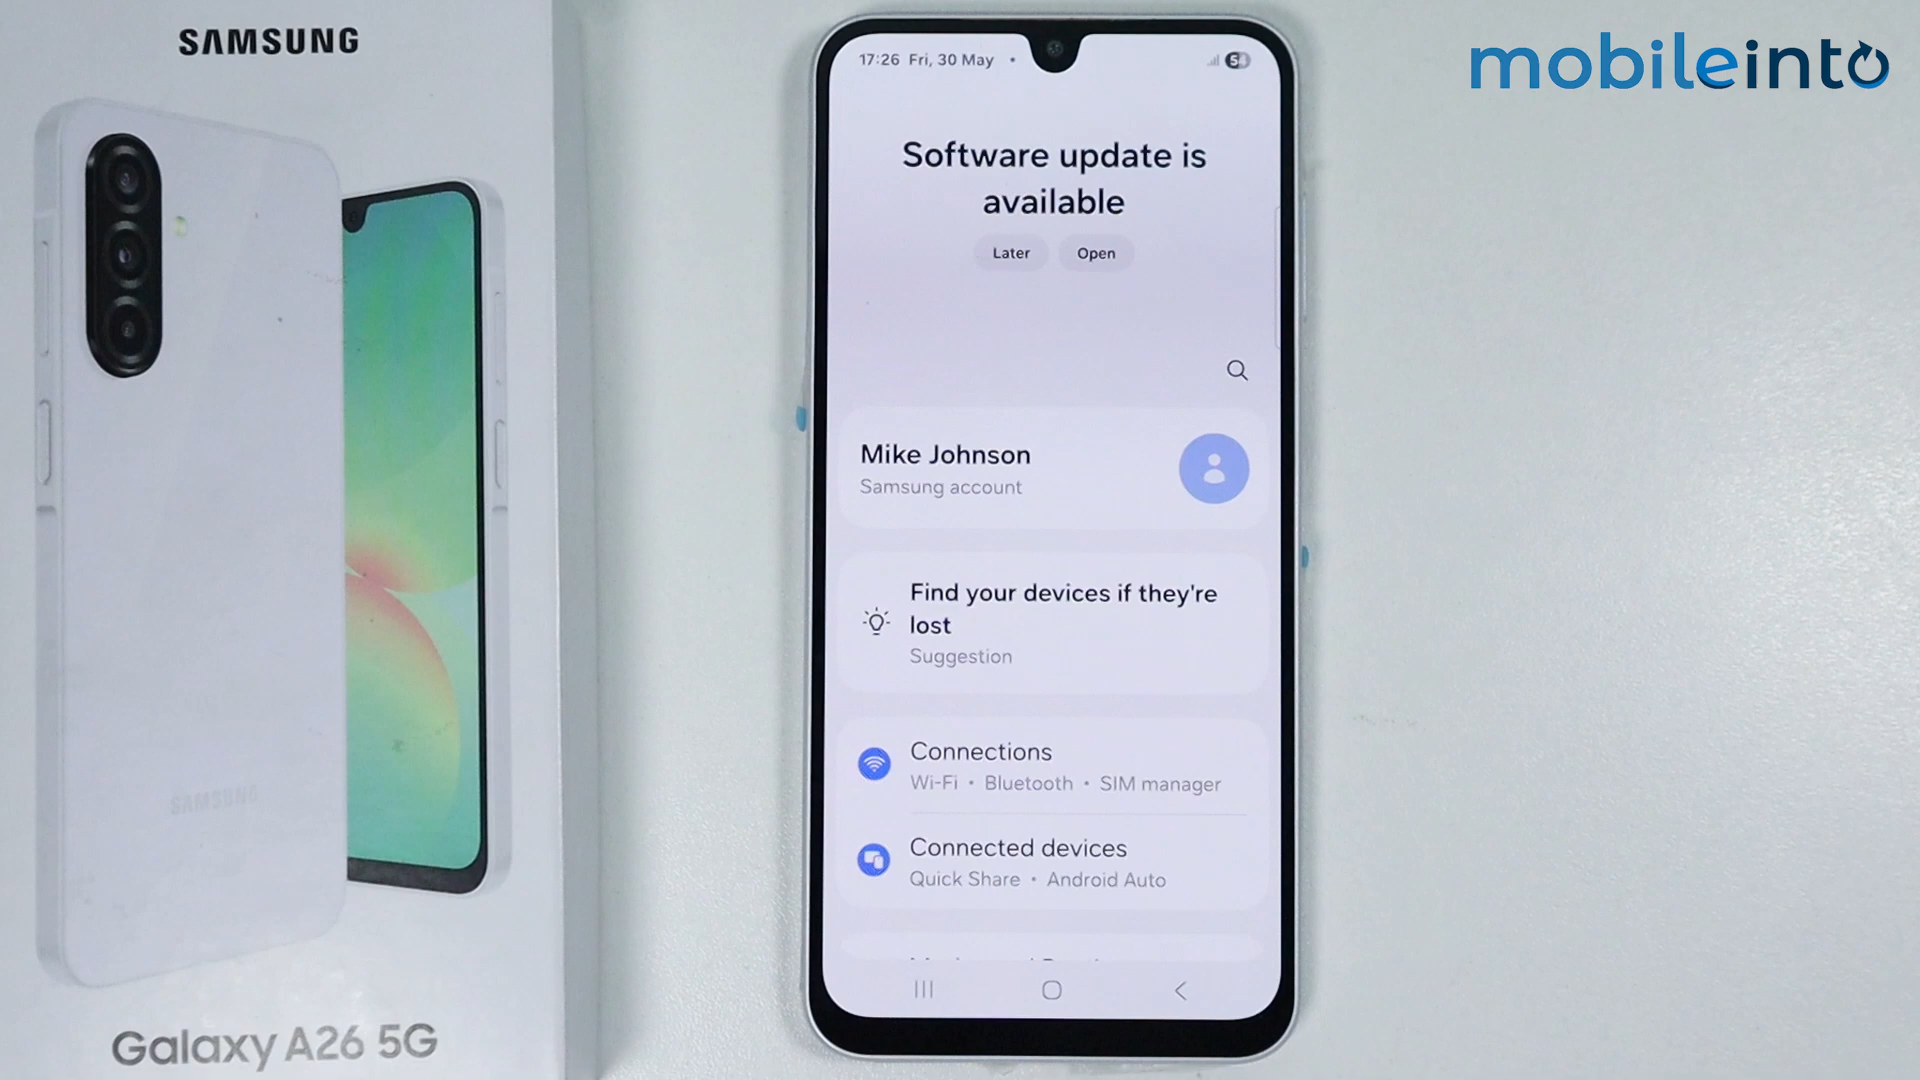 SAMSUNG
SAMSUNG
Galaxy A26 5G
17:26 Fri, 30 May •
54
Software update is
available
Later
Open
Mike Johnson
Samsung account
Find your devices if they're
lost
Suggestion
Connections
Wi-Fi • Bluetooth • SIM manager
Connected devices
Quick Share • Android Auto
mobileinto